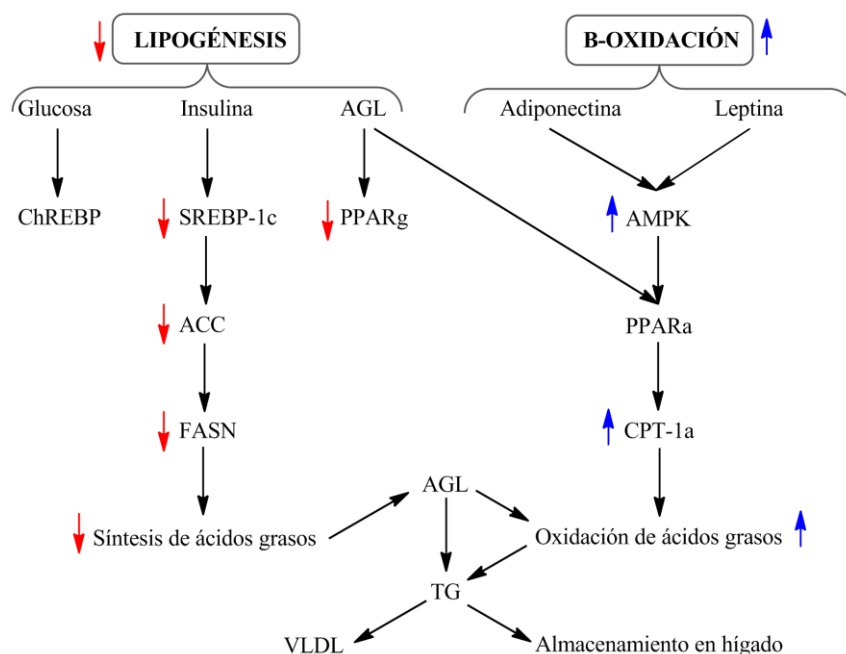 LIPOGÉNESIS
B-OXIDACIÓN
Glucosa
Insulina
AGL
Adiponectina
Leptina
ChREBP
SREBP-1c
PPARg
AMPK
ACC
PPARa
FASN
CPT-1a
AGL
Síntesis de ácidos grasos
Oxidación de ácidos grasos
TG
VLDL
Almacenamiento en hígado